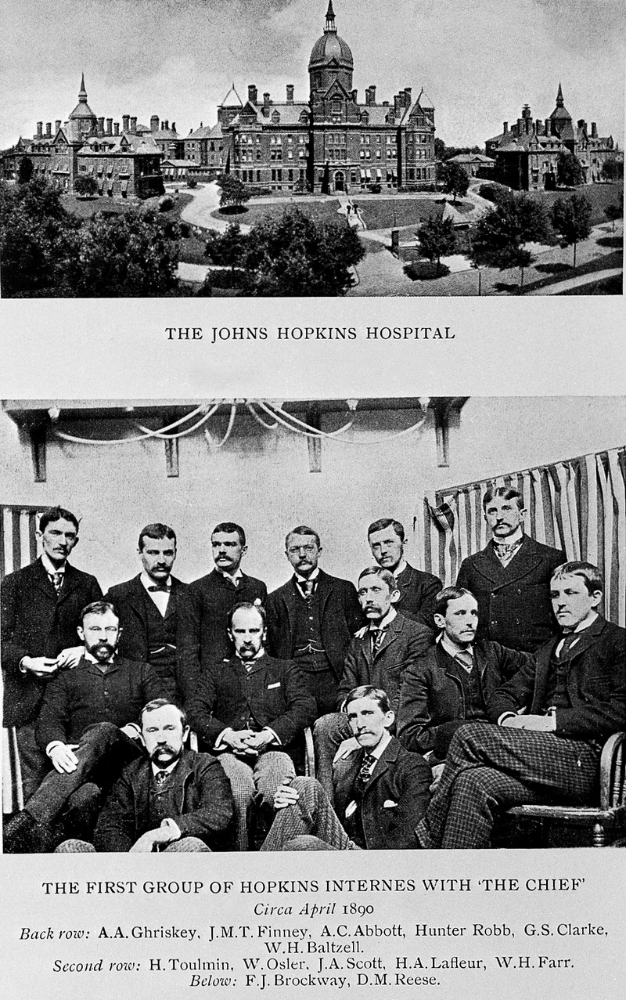 THE JOHNS HOPKINS HOSPITAL
THE FIRST GROUP OF HOPKINS INTERNES WITH ‘THE CHIEF’
Circa April 1890
Back row: A.A.Ghriskey, J.M.T. Finney, A.C. Abbott, Hunter Robb, G.S. Clarke,
W.H. Baltzell.
Second row: H. Toulmin, W. Osler, J.A. Scott, H.A. Lafleur, W.H. Farr.
Below: F.J. Brockway, D.M. Reese.